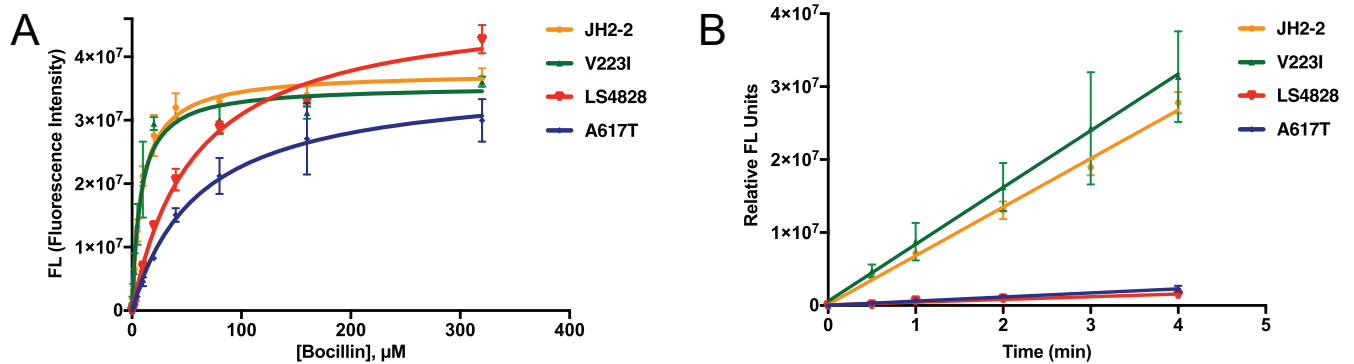 A
FL (Fluorescence Intensity)
4×10⁷
3×10⁷
2×10⁷
1×10⁷
0
0 100 200 300 400
[Bocillin], µM
JH2-2
V223I
LS4828
A617T
B
Relative FL Units
4×10⁷
3×10⁷
2×10⁷
1×10⁷
0
0 1 2 3 4 5
Time (min)
JH2-2
V223I
LS4828
A617T